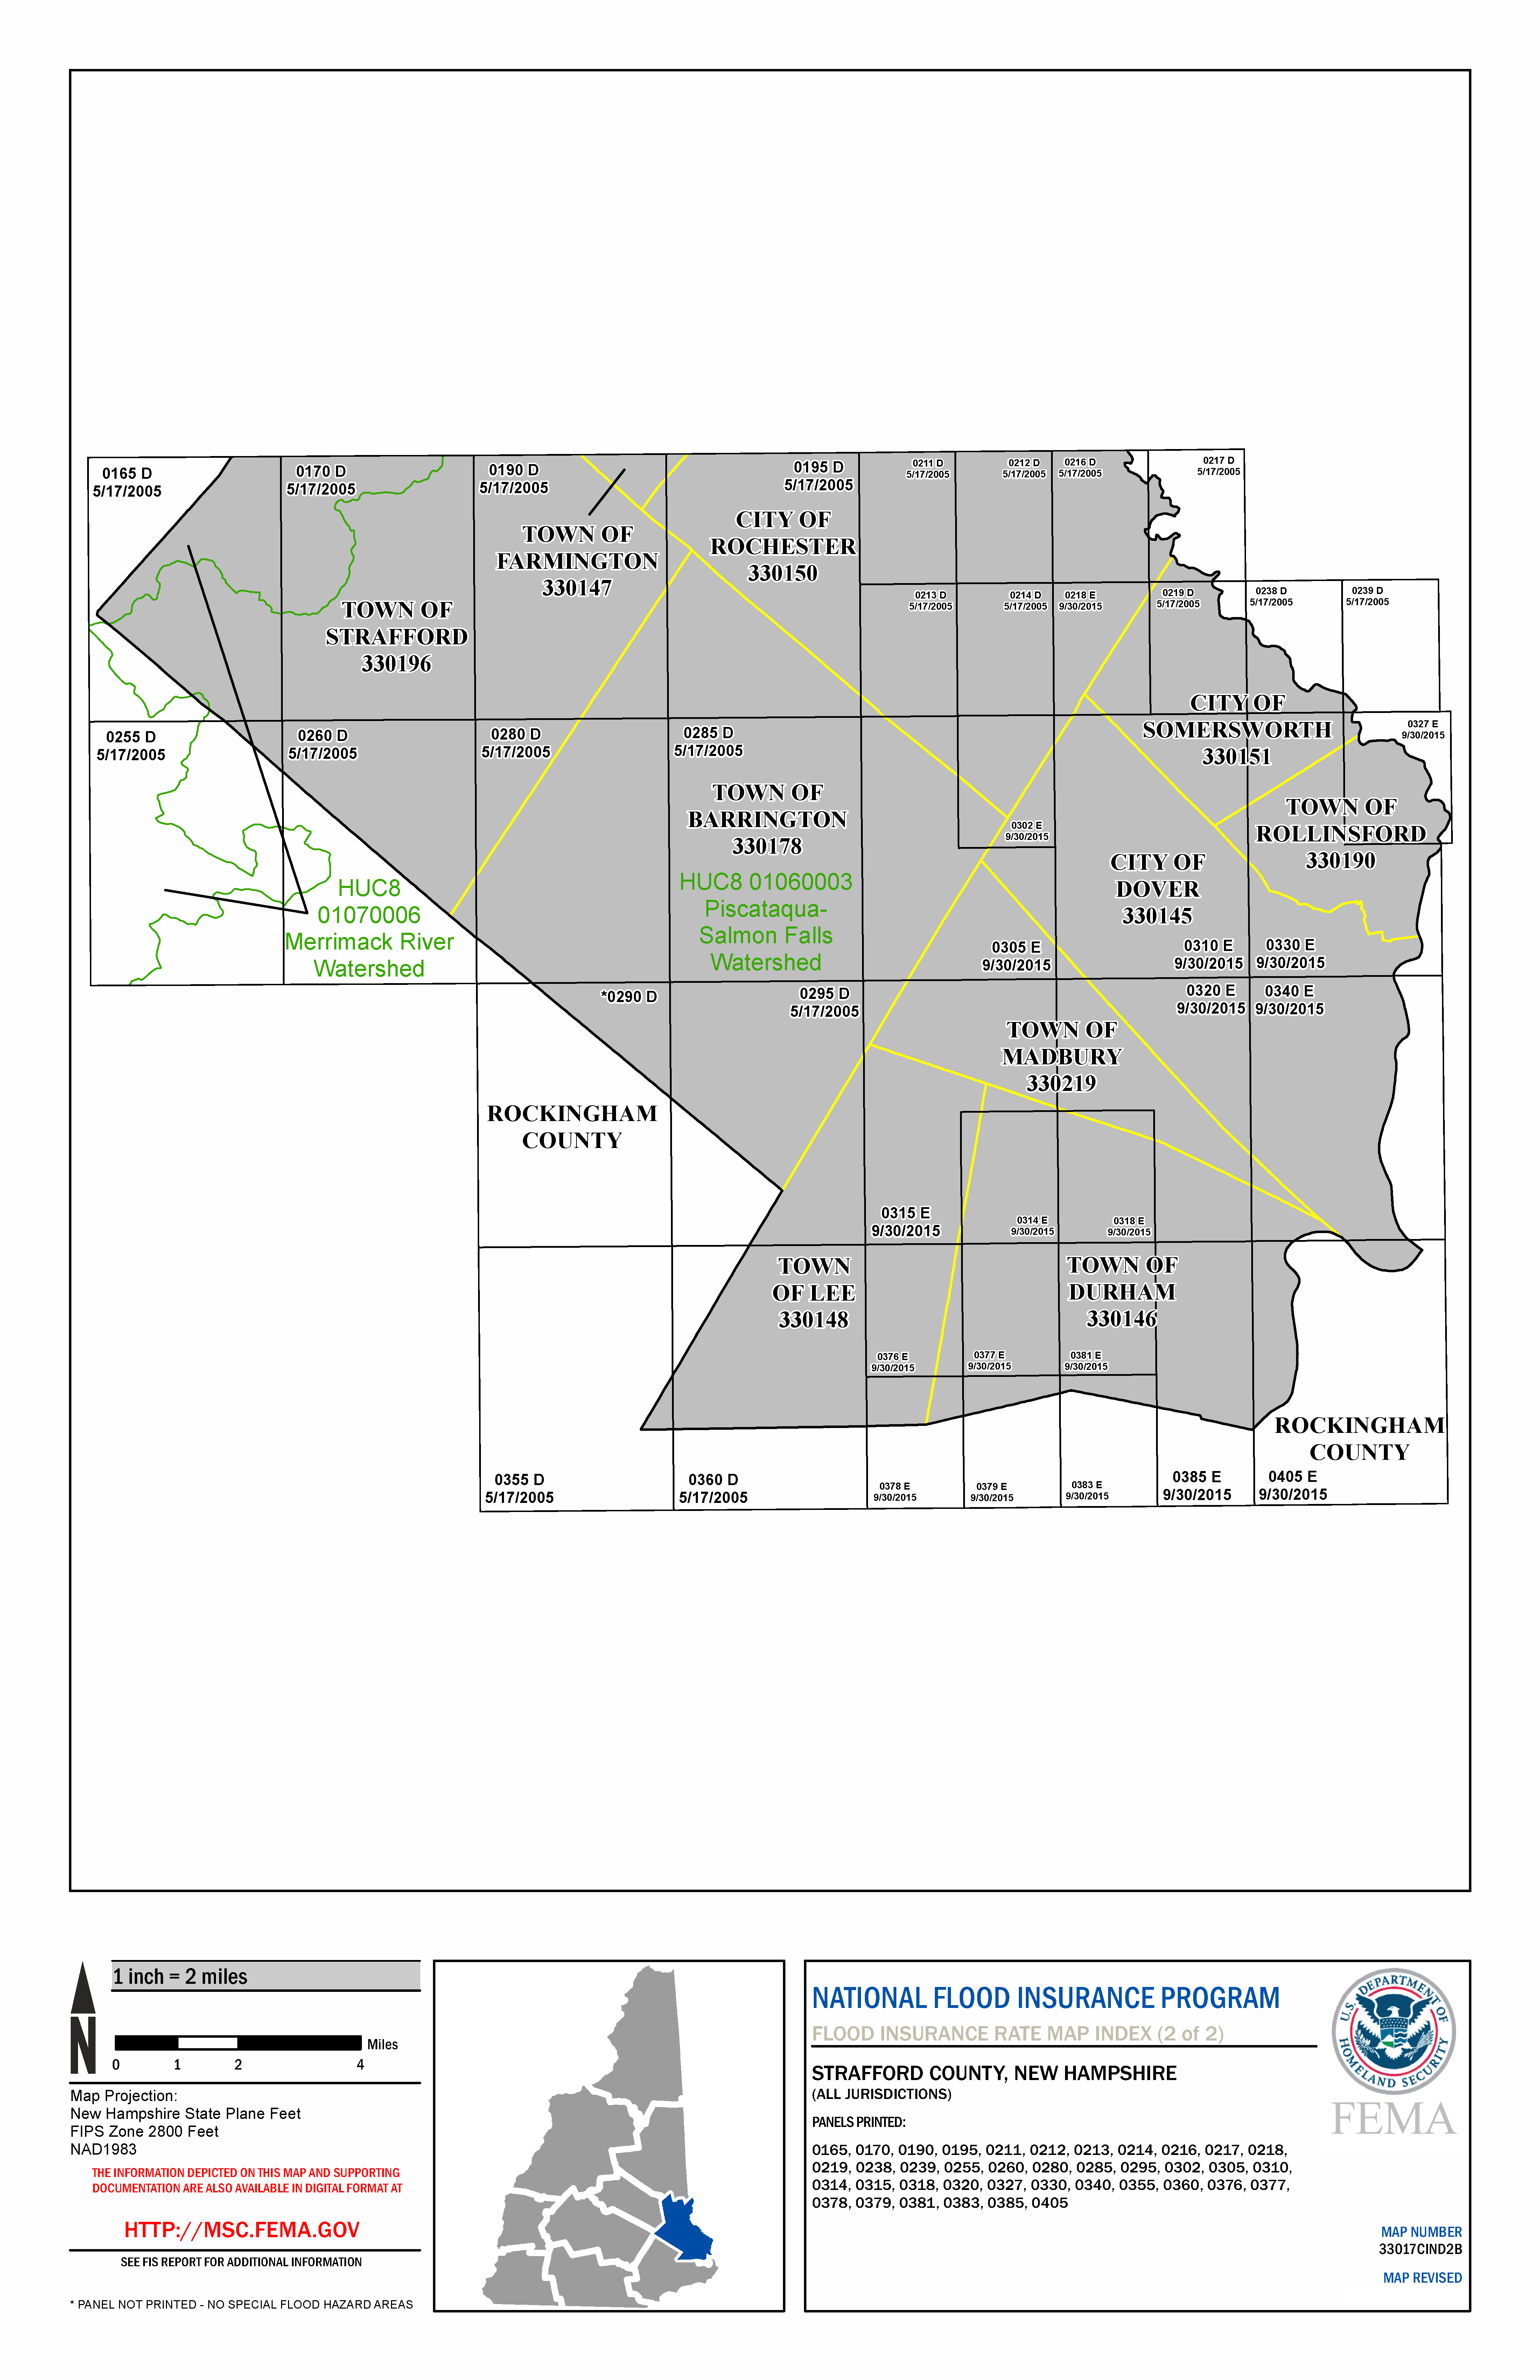 0165 D
5/17/2005
0170 D
5/17/2005
0190 D
5/17/2005
0195 D
5/17/2005
0211 D
5/17/2005
0212 D
5/17/2005
0216 D
5/17/2005
0217 D
5/17/2005
TOWN OF
FARMINGTON
330147
CITY OF
ROCHESTER
330150
TOWN OF
STRAFFORD
330196
0213 D
5/17/2005
0214 D
5/17/2005
0218 E
9/30/2015
0219 D
5/17/2005
0238 D
5/17/2005
0239 D
5/17/2005
CITY OF
SOMERSWORTH
330151
0255 D
5/17/2005
0260 D
5/17/2005
0280 D
5/17/2005
0285 D
5/17/2005
0327 E
9/30/2015
TOWN OF
BARRINGTON
330178
0302 E
9/30/2015
TOWN OF
ROLLINSFORD
330190
CITY OF
DOVER
330145
HUC8
01070006
Merrimack River
Watershed
HUC8 01060003
Piscataqua-
Salmon Falls
Watershed
0305 E
9/30/2015
0310 E
9/30/2015
0330 E
9/30/2015
*0290 D
0295 D
5/17/2005
0320 E
9/30/2015
0340 E
9/30/2015
TOWN OF
MADBURY
330219
ROCKINGHAM
COUNTY
0315 E
9/30/2015
0314 E
9/30/2015
0318 E
9/30/2015
TOWN
OF LEE
330148
TOWN OF
DURHAM
330146
0376 E
9/30/2015
0377 E
9/30/2015
0381 E
9/30/2015
ROCKINGHAM
COUNTY
0355 D
5/17/2005
0360 D
5/17/2005
0378 E
9/30/2015
0379 E
9/30/2015
0383 E
9/30/2015
0385 E
9/30/2015
0405 E
9/30/2015
1 inch = 2 miles
N
Miles
0 1 2 4
Map Projection:
New Hampshire State Plane Feet
FIPS Zone 2800 Feet
NAD1983
THE INFORMATION DEPICTED ON THIS MAP AND SUPPORTING
DOCUMENTATION ARE ALSO AVAILABLE IN DIGITAL FORMAT AT
HTTP://MSC.FEMA.GOV
SEE FIS REPORT FOR ADDITIONAL INFORMATION
* PANEL NOT PRINTED - NO SPECIAL FLOOD HAZARD AREAS
NATIONAL FLOOD INSURANCE PROGRAM
FLOOD INSURANCE RATE MAP INDEX (2 of 2)
STRAFFORD COUNTY, NEW HAMPSHIRE
(ALL JURISDICTIONS)
PANELS PRINTED:
0165, 0170, 0190, 0195, 0211, 0212, 0213, 0214, 0216, 0217, 0218,
0219, 0238, 0239, 0255, 0260, 0280, 0285, 0295, 0302, 0305, 0310,
0314, 0315, 0318, 0320, 0327, 0330, 0340, 0355, 0360, 0376, 0377,
0378, 0379, 0381, 0383, 0385, 0405
U.S. DEPARTMENT OF
HOMELAND SECURITY
FEMA
MAP NUMBER
33017CIND2B
MAP REVISED